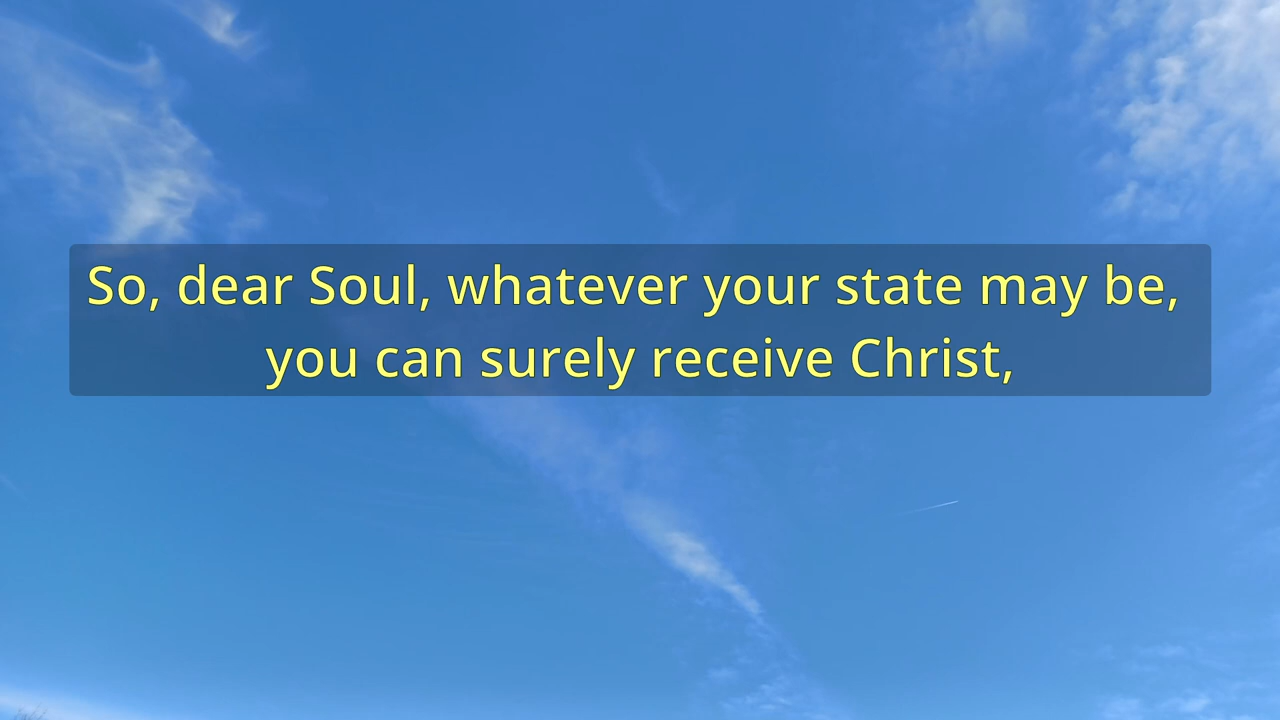 So, dear Soul, whatever your state may be,
you can surely receive Christ,